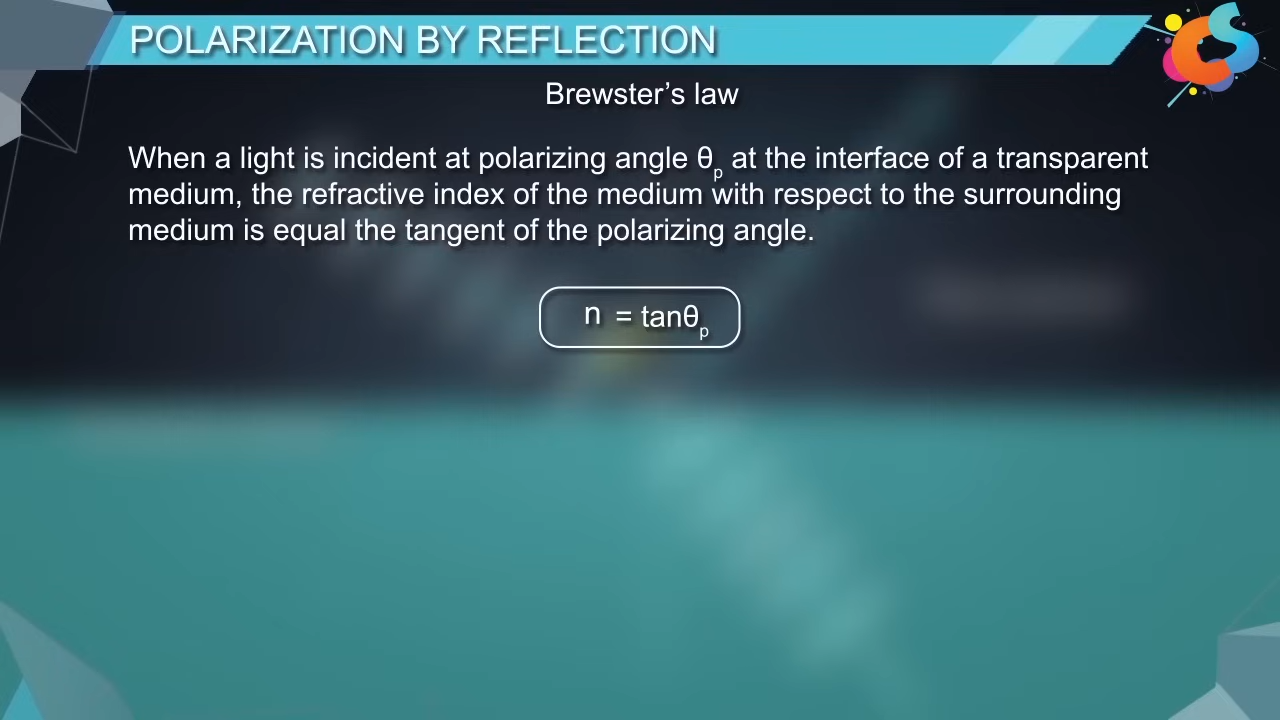 POLARIZATION BY REFLECTION
Brewster’s law
When a light is incident at polarizing angle θp at the interface of a transparent
medium, the refractive index of the medium with respect to the surrounding
medium is equal the tangent of the polarizing angle.
n = tanθp